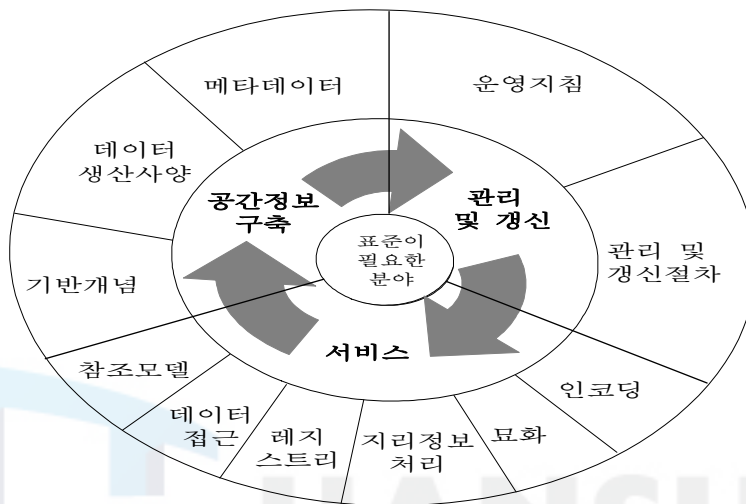 메타데이터
운영지침
데이터
생산사양
공간정보
구축
관리
및 갱신
표준이
필요한
분야
관리 및
갱신절차
기반개념
서비스
참조모델
데이터
접근
레지
스트리
지리정보
처리
묘화
인코딩